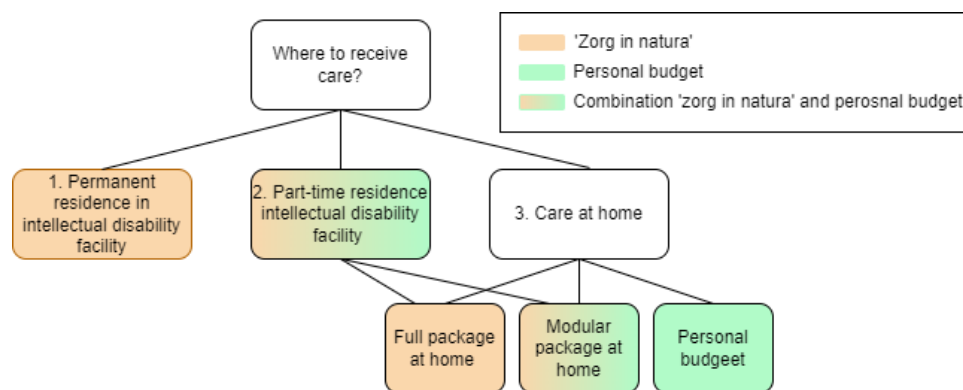 Where to receive
care?
'Zorg in natura'
Personal budget
Combination 'zorg in natura' and perosnal budget
1. Permanent
residence in
intellectual disability
facility
2. Part-time residence
intellectual disability
facility
3. Care at home
Full package
at home
Modular
package at
home
Personal
budgeet